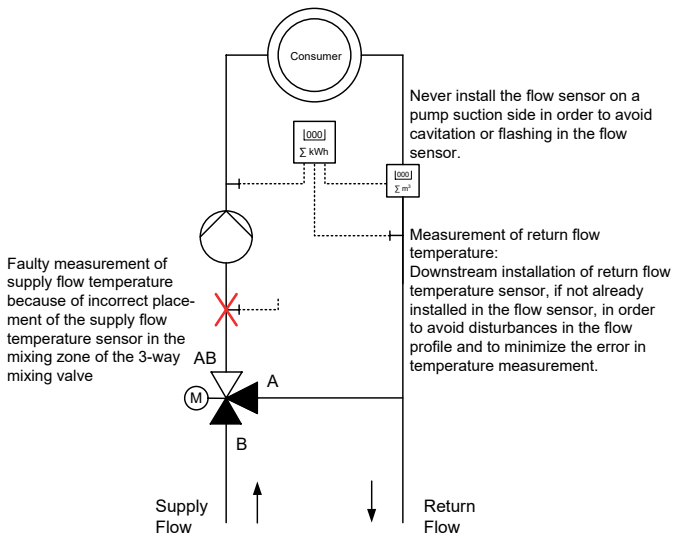 Consumer
Never install the flow sensor on a
pump suction side in order to avoid
cavitation or flashing in the flow
sensor.
000
∑ kWh
000
∑ m³
Measurement of return flow
temperature:
Downstream installation of return flow
temperature sensor, if not already
installed in the flow sensor, in order
to avoid disturbances in the flow
profile and to minimize the error in
temperature measurement.
Faulty measurement of
supply flow temperature
because of incorrect place-
ment of the supply flow
temperature sensor in the
mixing zone of the 3-way
mixing valve
AB
A
M
B
Supply
Flow
Return
Flow